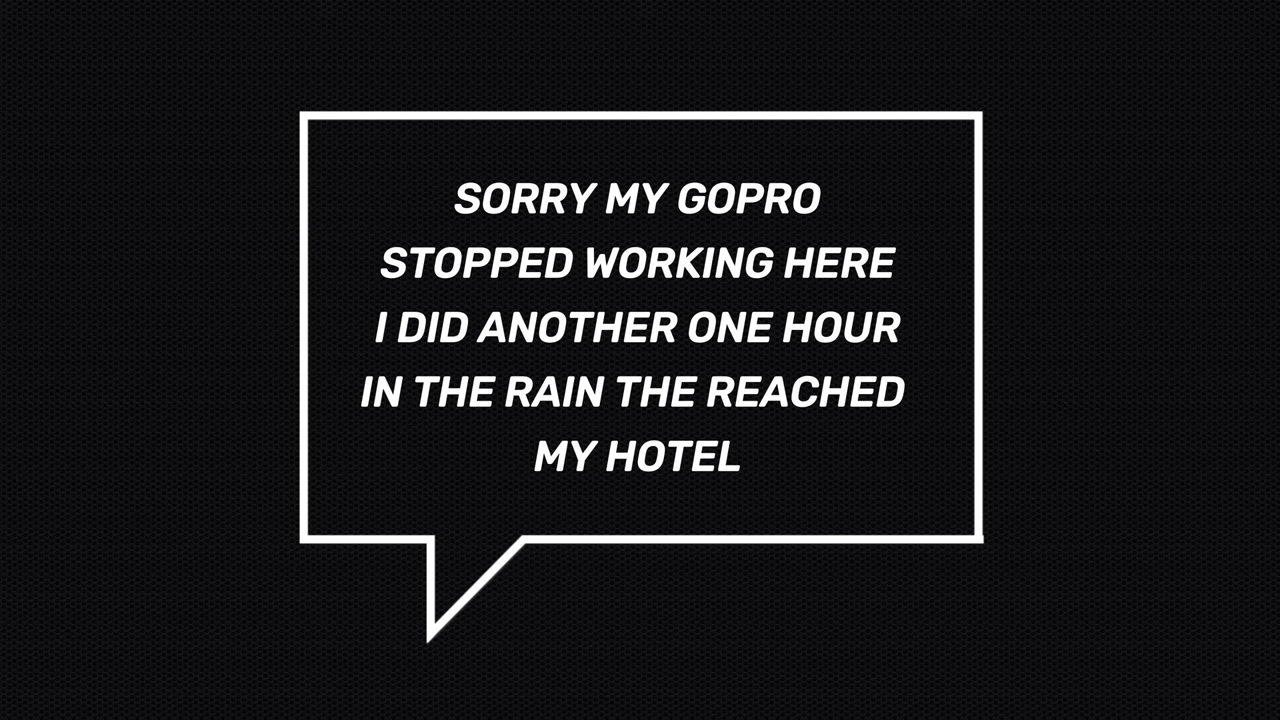 SORRY MY GOPRO
STOPPED WORKING HERE
I DID ANOTHER ONE HOUR
IN THE RAIN THE REACHED
MY HOTEL